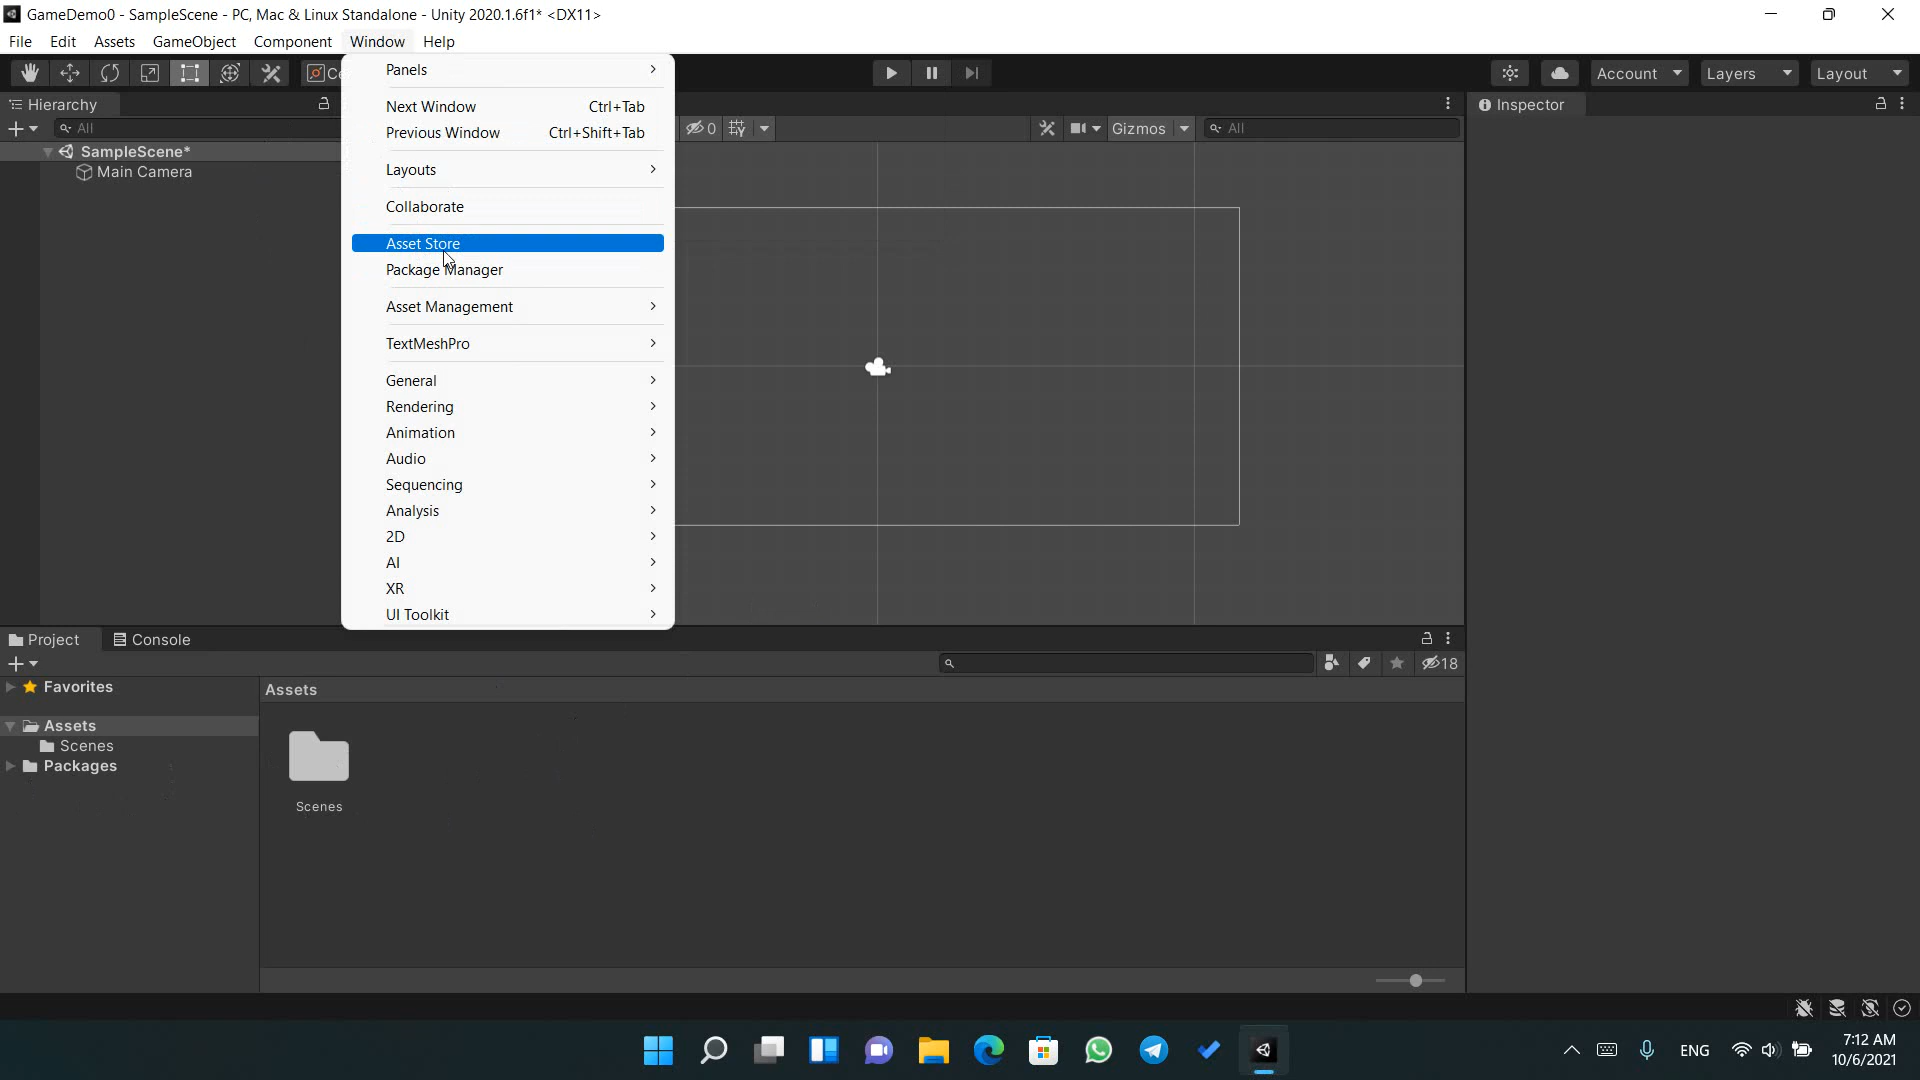 GameDemo0 - SampleScene - PC, Mac & Linux Standalone - Unity 2020.1.6f1* <DX11>
File Edit Assets GameObject Component Window Help
Ce
Account Layers Layout
Panels
Next Window Ctrl+Tab
Previous Window Ctrl+Shift+Tab
Layouts
Collaborate
Asset Store
Package Manager
Asset Management
TextMeshPro
General
Rendering
Animation
Audio
Sequencing
Analysis
2D
AI
XR
UI Toolkit
Hierarchy
All
SampleScene*
Main Camera
0 Gizmos All
Inspector
Project Console
18
Favorites
Assets
Scenes
Packages
Assets
Scenes
ENG
7:12 AM
10/6/2021